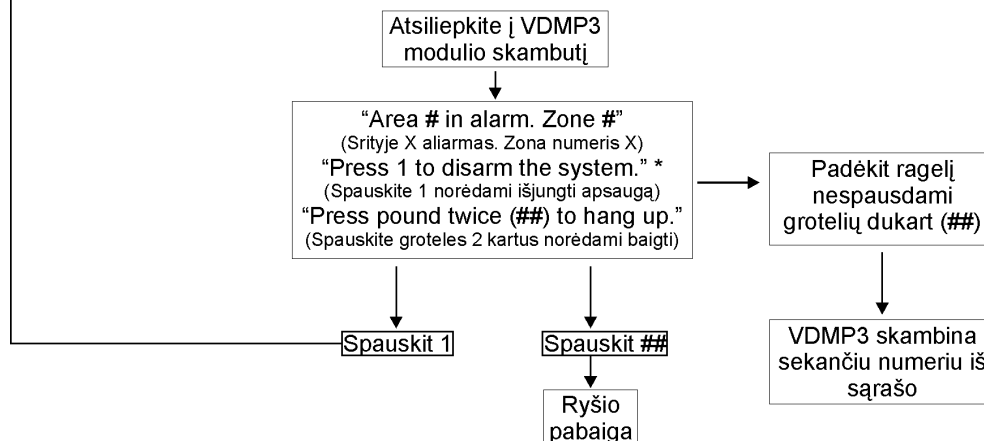 Atsiliepkite į VDMP3
modulio skambutį
“Area # in alarm. Zone #”
(Srityje X aliarmas. Zona numeris X)
“Press 1 to disarm the system.” *
(Spauskite 1 norėdami išjungti apsaugą)
“Press pound twice (##) to hang up.”
(Spauskite groteles 2 kartus norėdami baigti)
Padėkit ragelį
nespausdami
grotelių dukart (##)
Spauskit 1
Spauskit ##
VDMP3 skambina
sekančiu numeriu iš
sąrašo
Ryšio
pabaiga